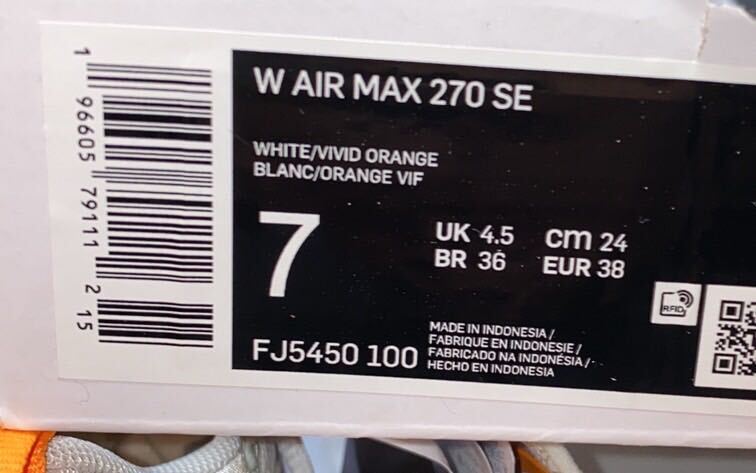 1 96605 79111 2 15
W AIR MAX 270 SE
WHITE/VIVID ORANGE
BLANC/ORANGE VIF
7
UK 4.5 cm 24
BR 36 EUR 38
FJ5450 100
MADE IN INDONESIA /
FABRIQUE EN INDONESIE /
FABRICADO NA INDONÉSIA /
HECHO EN INDONESIA
RFID